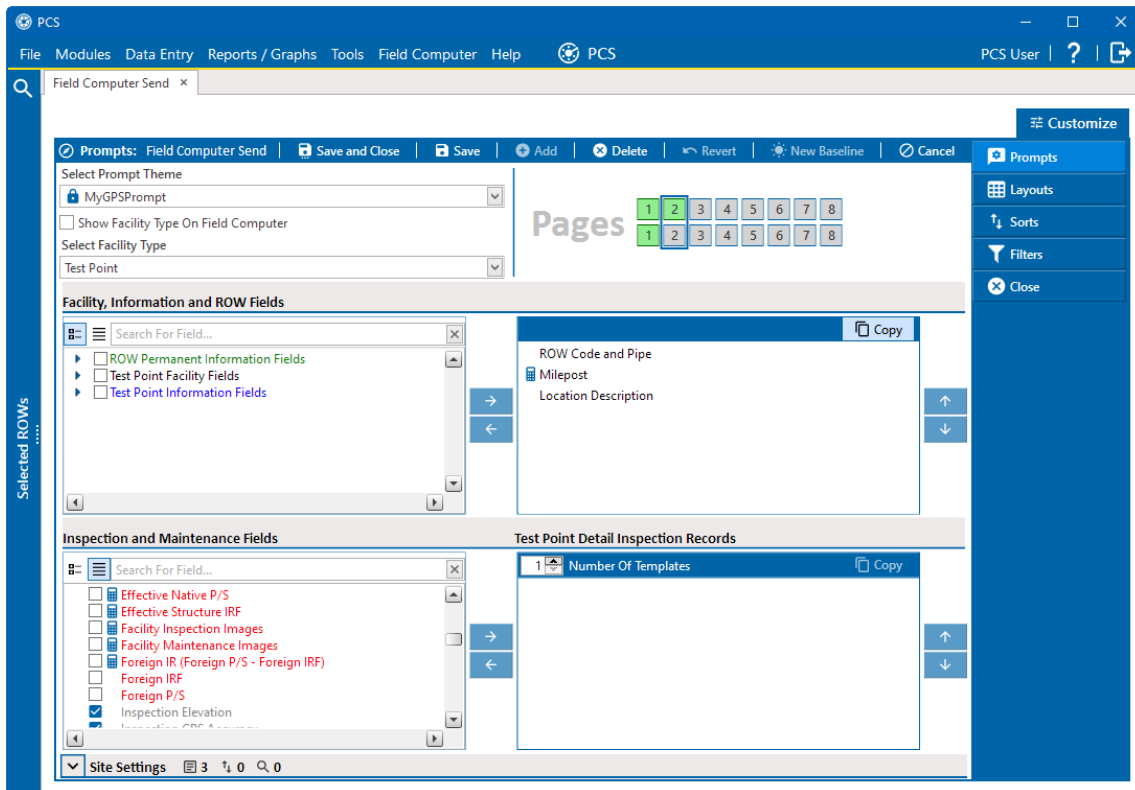 PCS
File Modules Data Entry Reports / Graphs Tools Field Computer Help PCS PCS User | ? |
Field Computer Send ×
Customize
Prompts: Field Computer Send | Save and Close | Save | Add | Delete | Revert | New Baseline | Cancel
Prompts
Layouts
Sorts
Filters
Close
Select Prompt Theme
MyGPSPrompt
Show Facility Type On Field Computer
Select Facility Type
Test Point
Pages
1 2 3 4 5 6 7 8
1 2 3 4 5 6 7 8
Selected ROWs
Facility, Information and ROW Fields
Search For Field...
ROW Permanent Information Fields
Test Point Facility Fields
Test Point Information Fields
Copy
ROW Code and Pipe
Milepost
Location Description
Inspection and Maintenance Fields
Search For Field...
Effective Native P/S
Effective Structure IRF
Facility Inspection Images
Facility Maintenance Images
Foreign IR (Foreign P/S - Foreign IRF)
Foreign IRF
Foreign P/S
Inspection Elevation
Inspection GPS Accuracy
Test Point Detail Inspection Records
1 Number Of Templates Copy
Site Settings 3 0 0